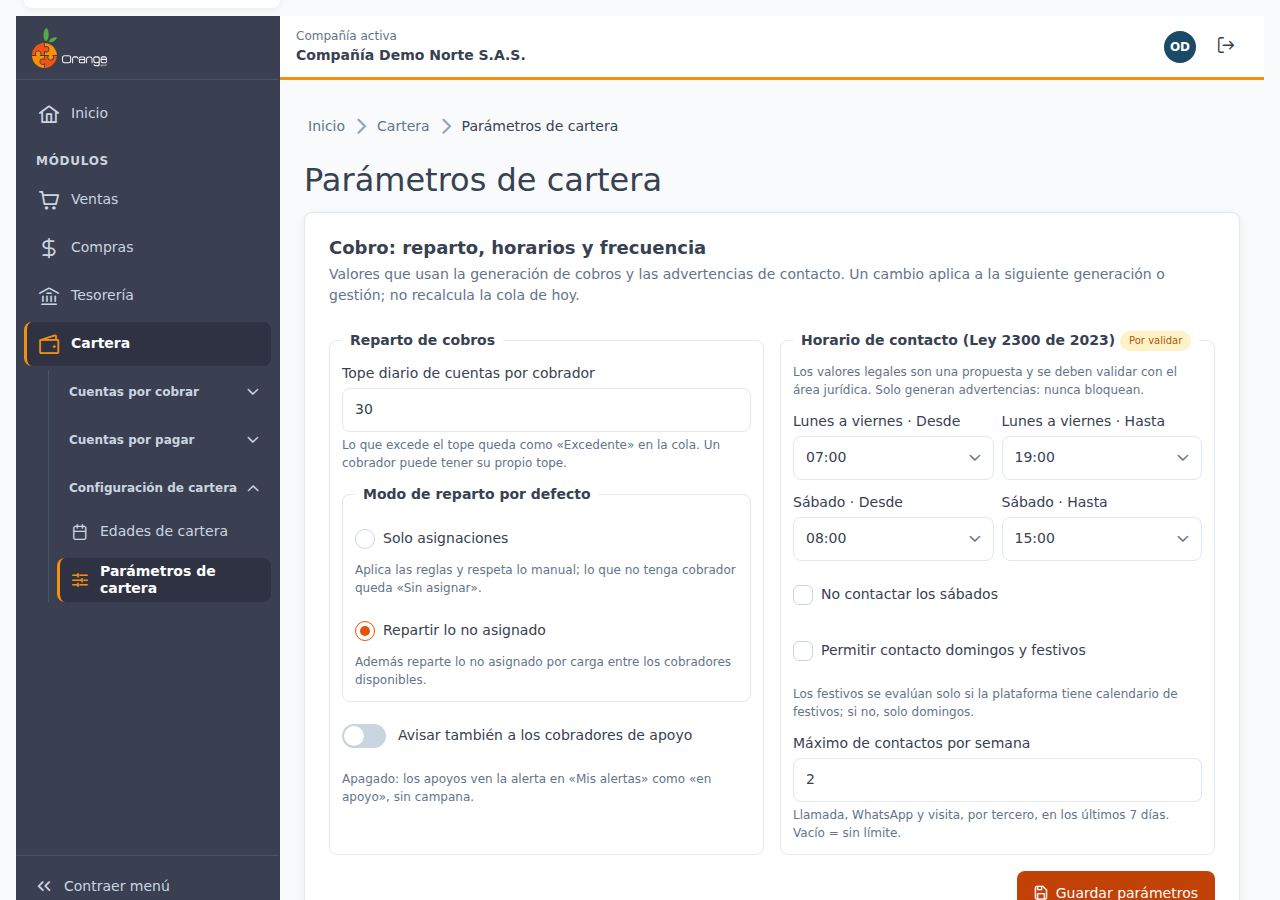 Orange
Compañía activa
Compañía Demo Norte S.A.S.
OD
Inicio
MÓDULOS
Ventas
Compras
Tesorería
Cartera
Cuentas por cobrar
Cuentas por pagar
Configuración de cartera
Edades de cartera
Parámetros de
cartera
Contraer menú
Inicio
Cartera
Parámetros de cartera
Parámetros de cartera
Cobro: reparto, horarios y frecuencia
Valores que usan la generación de cobros y las advertencias de contacto. Un cambio aplica a la siguiente generación o
gestión; no recalcula la cola de hoy.
Reparto de cobros
Tope diario de cuentas por cobrador
30
Lo que excede el tope queda como «Excedente» en la cola. Un
cobrador puede tener su propio tope.
Modo de reparto por defecto
Solo asignaciones
Aplica las reglas y respeta lo manual; lo que no tenga cobrador
queda «Sin asignar».
Repartir lo no asignado
Además reparte lo no asignado por carga entre los cobradores
disponibles.
Avisar también a los cobradores de apoyo
Apagado: los apoyos ven la alerta en «Mis alertas» como «en
apoyo», sin campana.
Horario de contacto (Ley 2300 de 2023) Por validar
Los valores legales son una propuesta y se deben validar con el
área jurídica. Solo generan advertencias: nunca bloquean.
Lunes a viernes · Desde
Lunes a viernes · Hasta
07:00
19:00
Sábado · Desde
Sábado · Hasta
08:00
15:00
No contactar los sábados
Permitir contacto domingos y festivos
Los festivos se evalúan solo si la plataforma tiene calendario de
festivos; si no, solo domingos.
Máximo de contactos por semana
2
Llamada, WhatsApp y visita, por tercero, en los últimos 7 días.
Vacío = sin límite.
Guardar parámetros